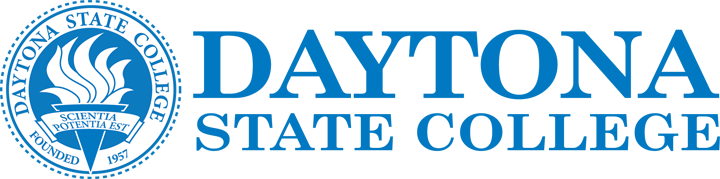 DAYTONA STATE COLLEGE
SCIENTIA
POTENTIA EST
FOUNDED 1957
DAYTONA
STATE COLLEGE